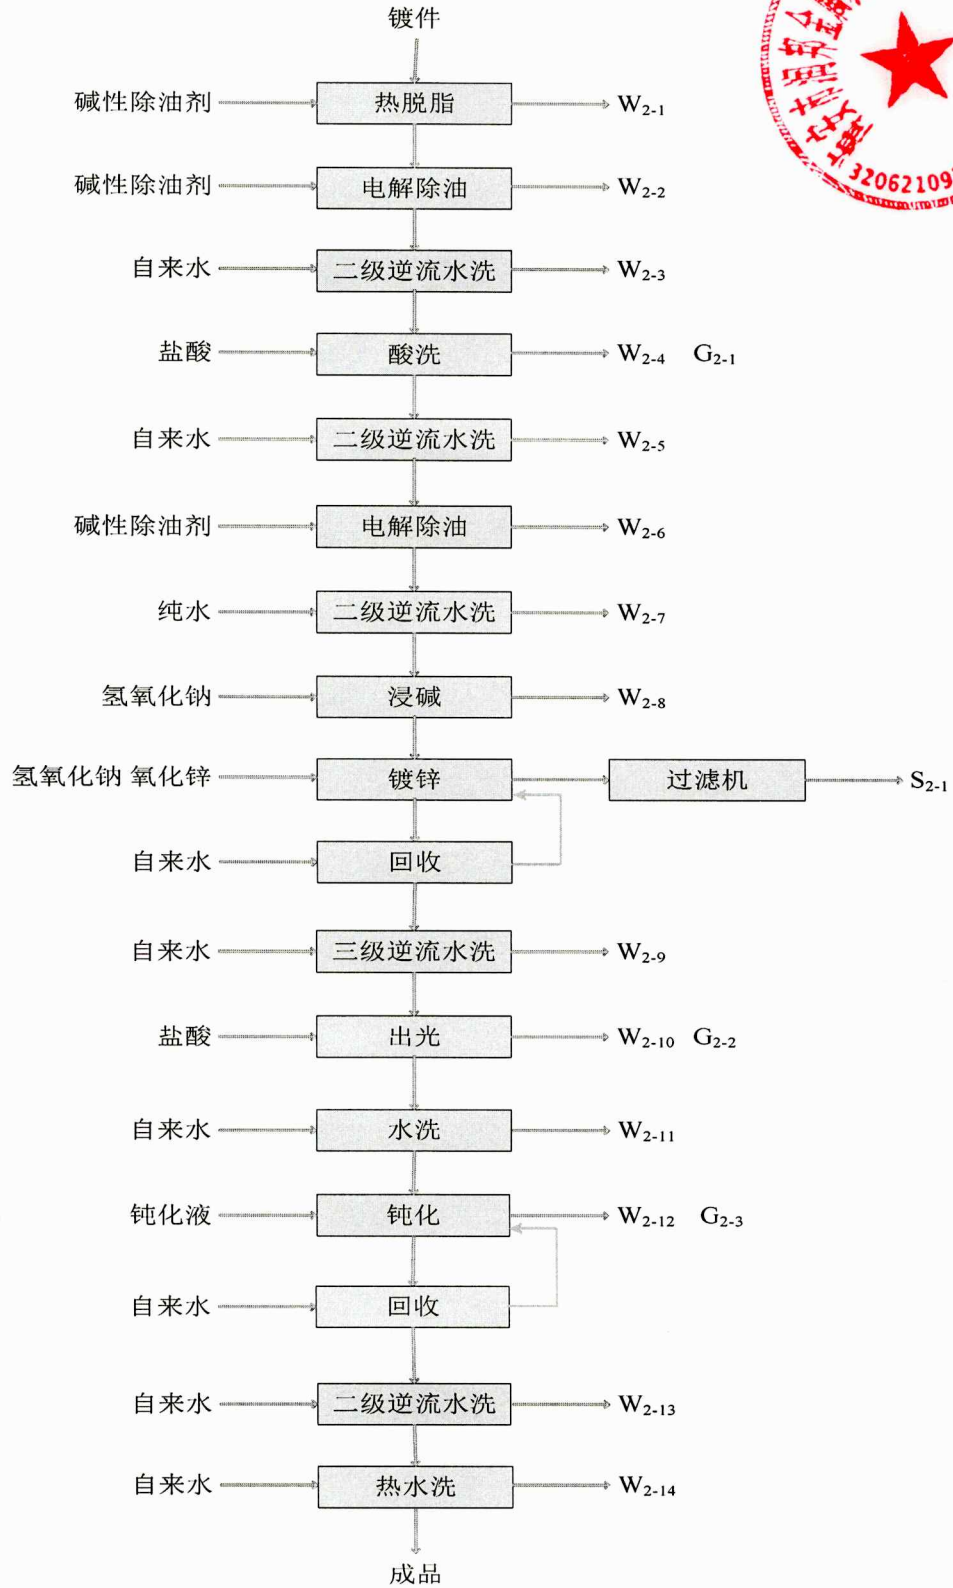 镀件
碱性除油剂 热脱脂 W2-1
碱性除油剂 电解除油 W2-2
自来水 二级逆流水洗 W2-3
盐酸 酸洗 W2-4 G2-1
自来水 二级逆流水洗 W2-5
碱性除油剂 电解除油 W2-6
纯水 二级逆流水洗 W2-7
氢氧化钠 浸碱 W2-8
氢氧化钠 氧化锌 镀锌 过滤机 S2-1
自来水 回收
自来水 三级逆流水洗 W2-9
盐酸 出光 W2-10 G2-2
自来水 水洗 W2-11
钝化液 钝化 W2-12 G2-3
自来水 回收
自来水 二级逆流水洗 W2-13
自来水 热水洗 W2-14
成品
32062109